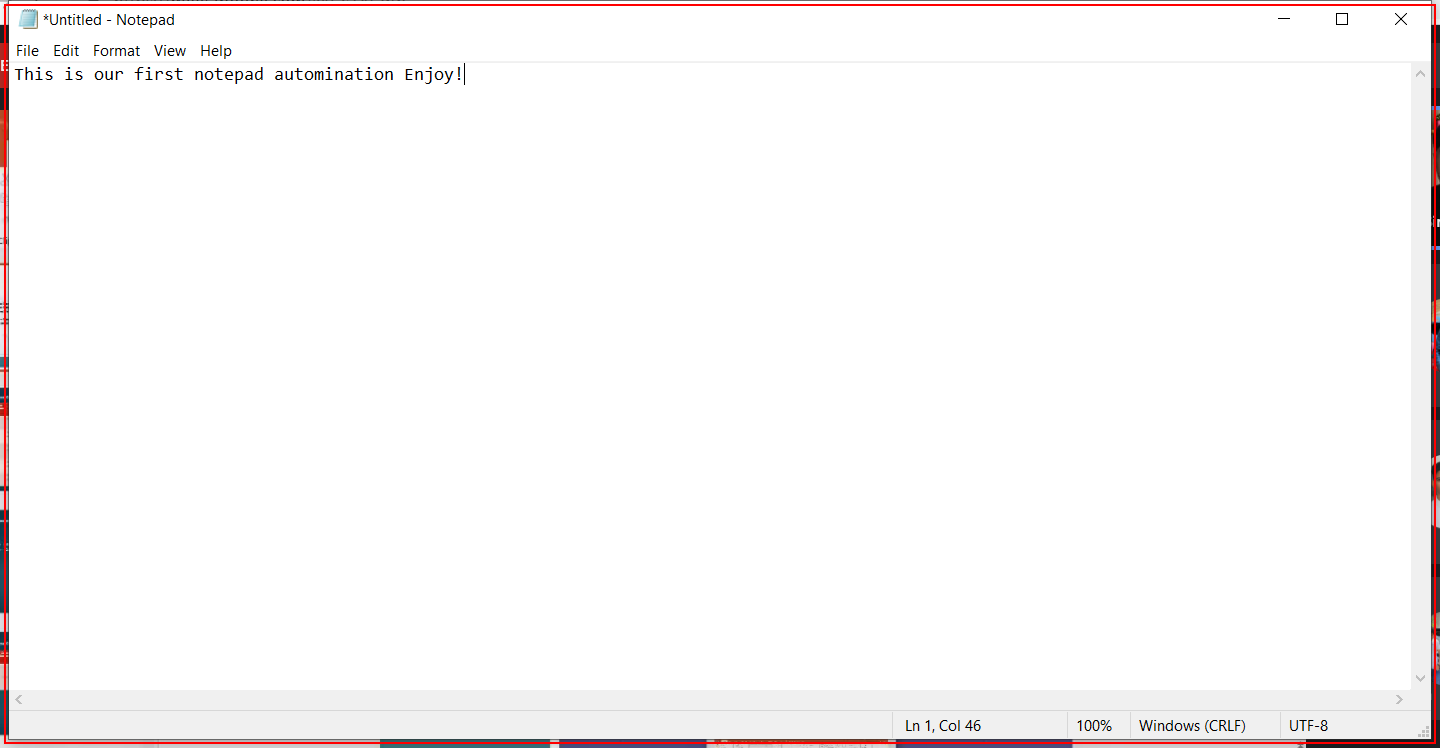 *Untitled - Notepad
File Edit Format View Help
This is our first notepad automination Enjoy!
Ln 1, Col 46 100% Windows (CRLF) UTF-8